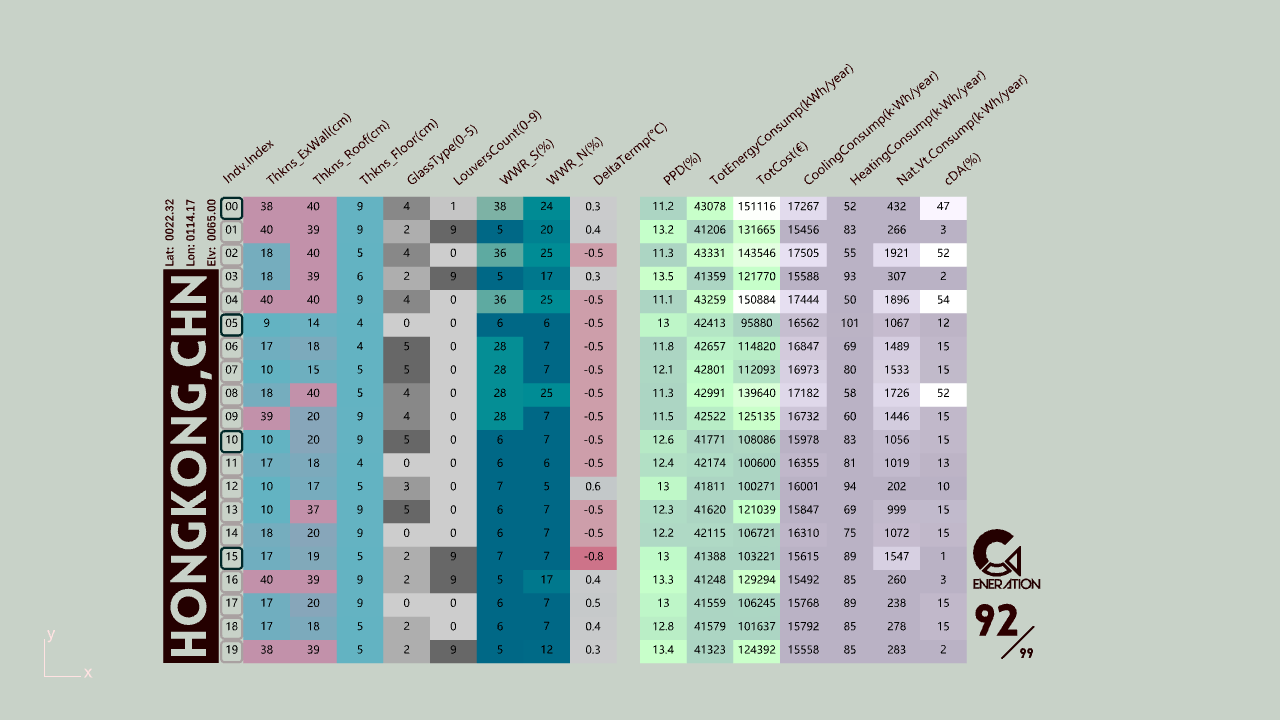 Indv.Index Thkns_ExWall(cm) Thkns_Roof(cm) Thkns_Floor(cm) GlassType(0-5) LouversCount(0-9) WWR_S(%) WWR_N(%) DeltaTermp(°C) PPD(%) TotEnergyConsump(kWh/year) TotCost(€) CoolingConsump(k·Wh/year) HeatingConsump(k·Wh/year) Nat.Vt.Consump(k·Wh/year) cDA(%)
Lat: 0022.32
Lon: 0114.17
Elv: 0065.00
HONGKONG,CHN
00 38 40 9 4 1 38 24 0.3 11.2 43078 151116 17267 52 432 47
01 40 39 9 2 9 5 20 0.4 13.2 41206 131665 15456 83 266 3
02 18 40 5 4 0 36 25 -0.5 11.3 43331 143546 17505 55 1921 52
03 18 39 6 2 9 5 17 0.3 13.5 41359 121770 15588 93 307 2
04 40 40 9 4 0 36 25 -0.5 11.1 43259 150884 17444 50 1896 54
05 9 14 4 0 0 6 6 -0.5 13 42413 95880 16562 101 1067 12
06 17 18 4 5 0 28 7 -0.5 11.8 42657 114820 16847 69 1489 15
07 10 15 5 5 0 28 7 -0.5 12.1 42801 112093 16973 80 1533 15
08 18 40 5 4 0 28 25 -0.5 11.3 42991 139640 17182 58 1726 52
09 39 20 9 4 0 28 7 -0.5 11.5 42522 125135 16732 60 1446 15
10 10 20 9 5 0 6 7 -0.5 12.6 41771 108086 15978 83 1056 15
11 17 18 4 0 0 6 6 -0.5 12.4 42174 100600 16355 81 1019 13
12 10 17 5 3 0 7 5 0.6 13 41811 100271 16001 94 202 10
13 10 37 9 5 0 6 7 -0.5 12.3 41620 121039 15847 69 999 15
14 18 20 9 0 0 6 7 -0.5 12.2 42115 106721 16310 75 1072 15
15 17 19 5 2 9 7 7 -0.8 13 41388 103221 15615 89 1547 1
16 40 39 9 2 9 5 17 0.4 13.3 41248 129294 15492 85 260 3
17 17 20 9 0 0 6 7 0.5 13 41559 106245 15768 89 238 15
18 17 18 5 2 0 6 7 0.4 12.8 41579 101637 15792 85 278 15
19 38 39 5 2 9 5 12 0.3 13.4 41323 124392 15558 85 283 2
G
ENERATION
92/99
y
x